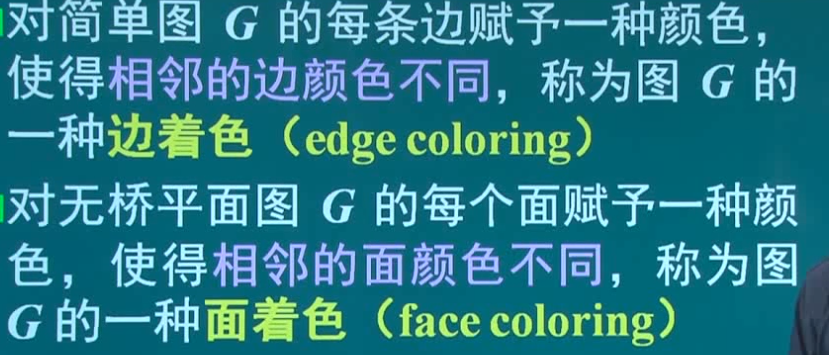 对简单图 G 的每条边赋予一种颜色，
使得相邻的边颜色不同，称为图 G 的
一种边着色（edge coloring）
对无桥平面图 G 的每个面赋予一种颜
色，使得相邻的面颜色不同，称为图
G 的一种面着色（face coloring）